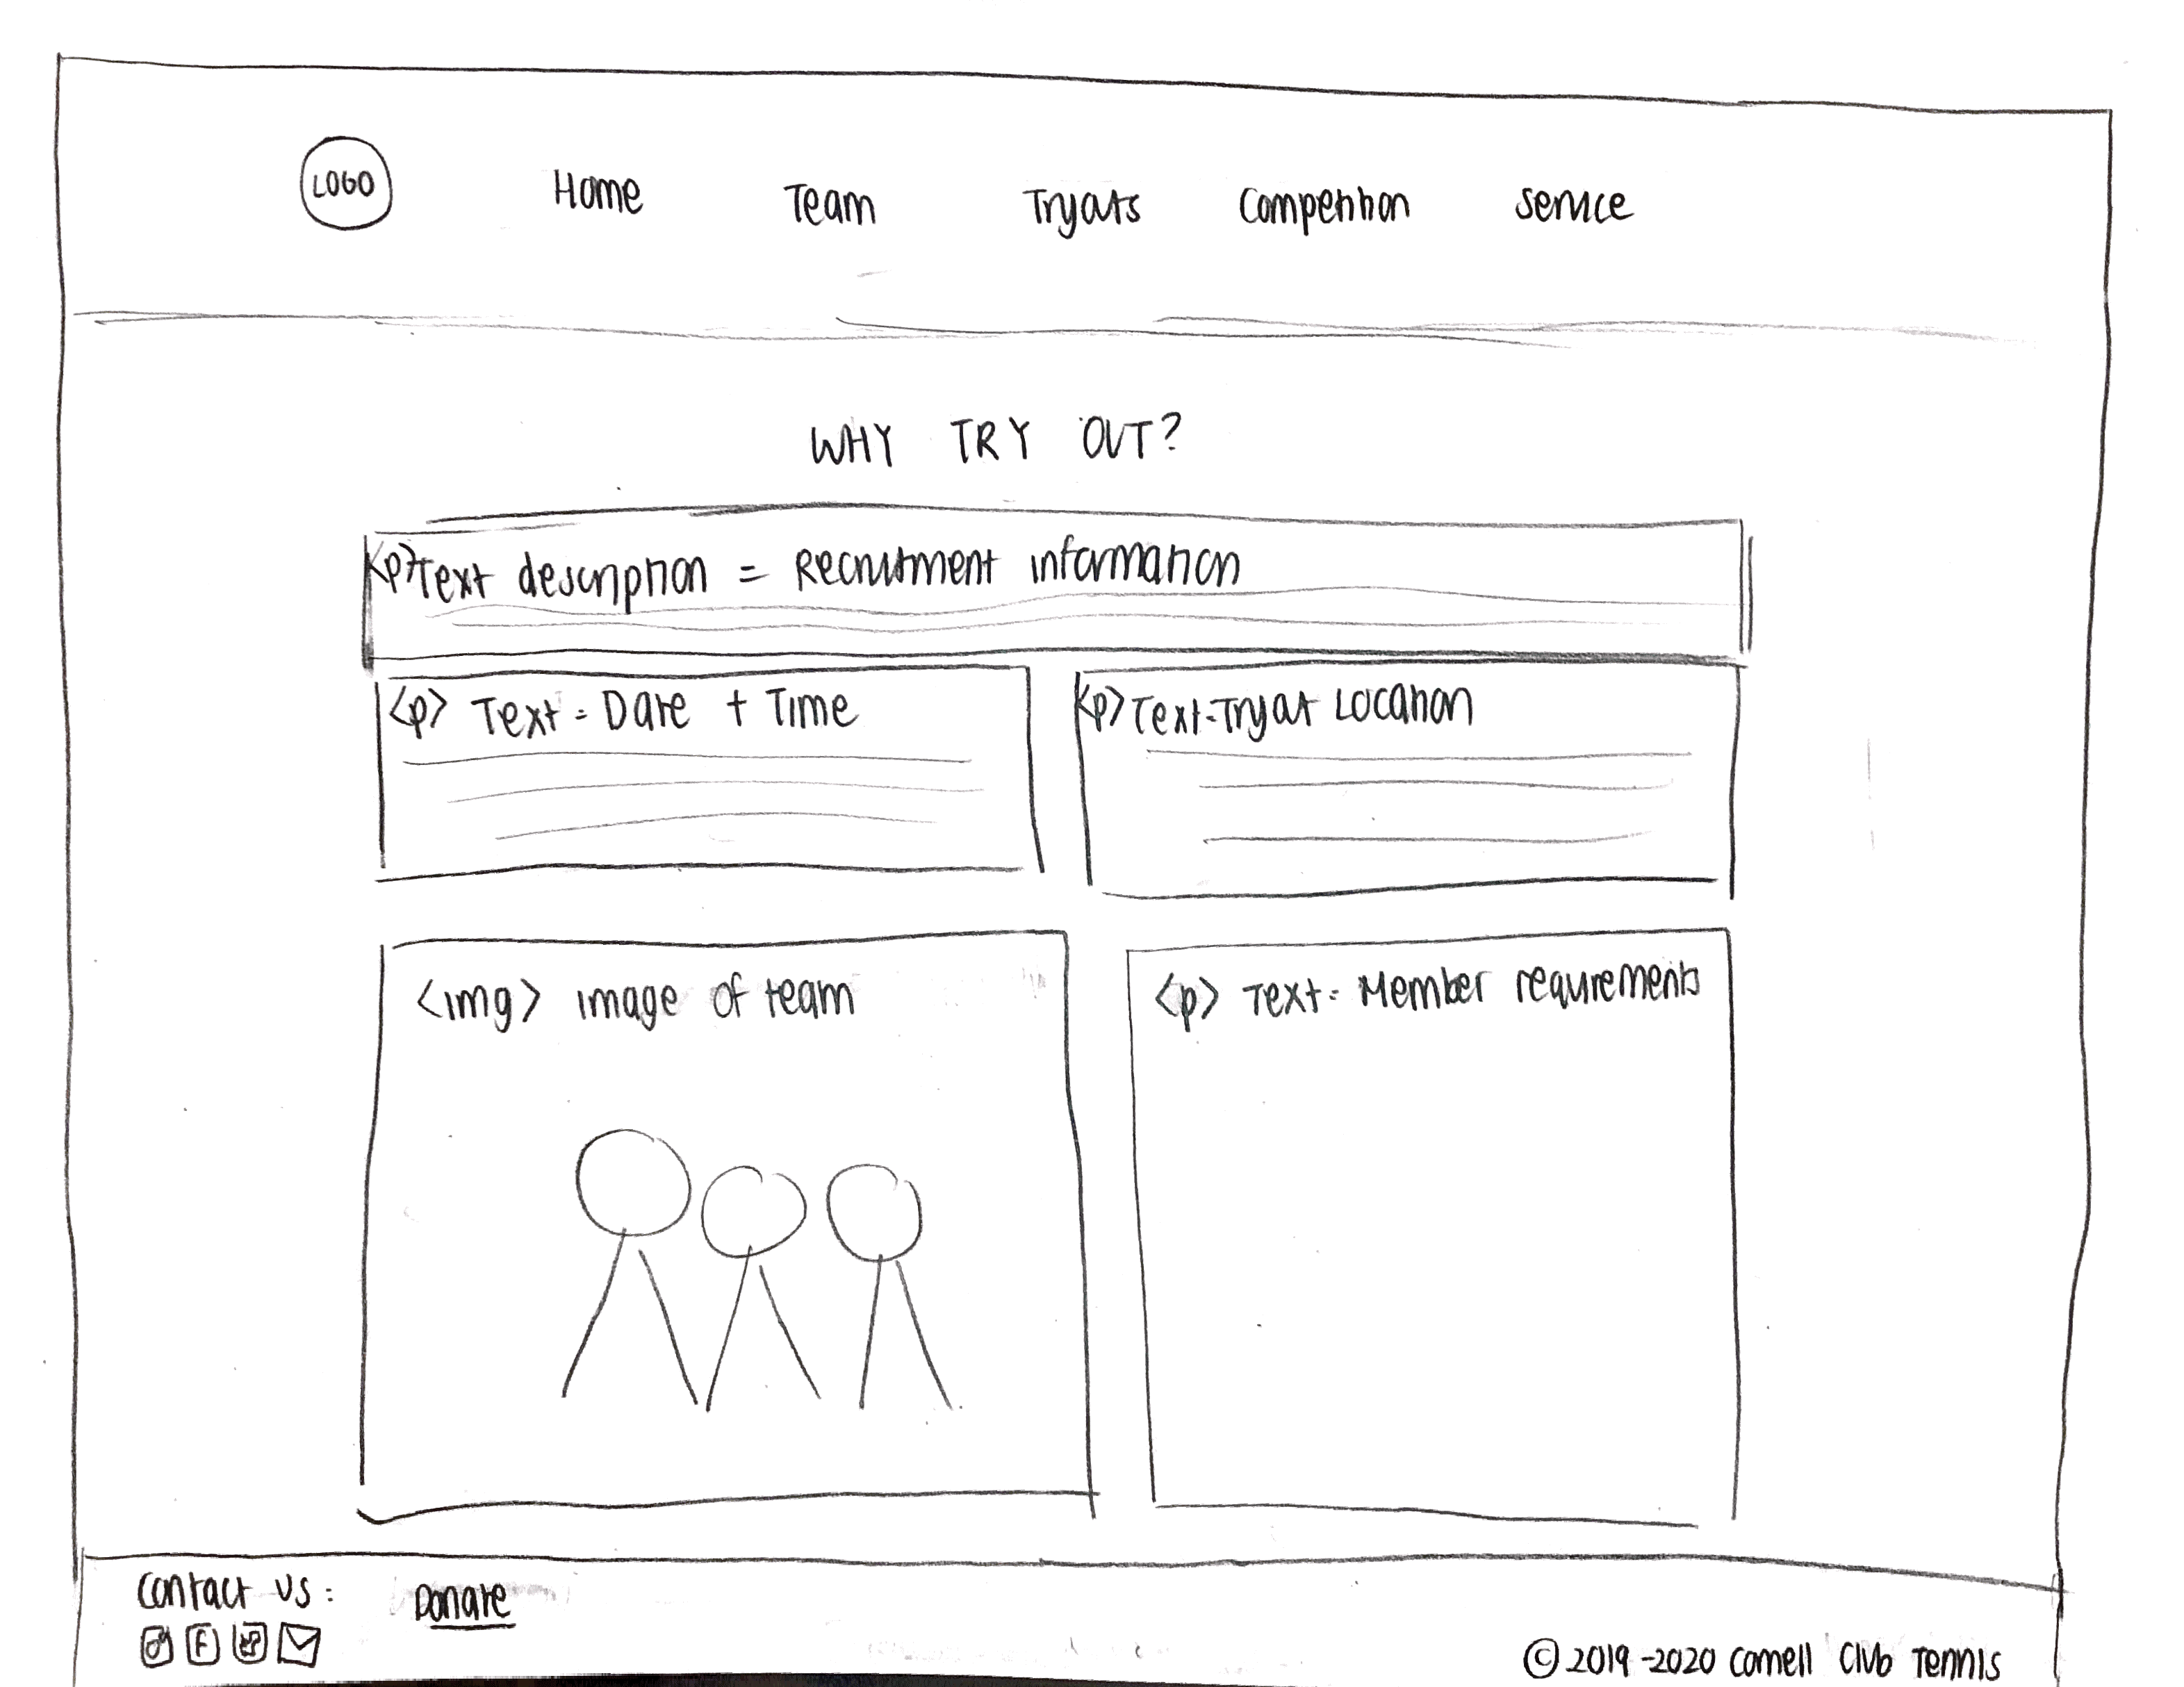 LOGO Home Team Tryouts Competition Service
WHY TRY OUT?
<p> Text description = Recruitment information
<p> Text = Date + Time
<p> Text = Tryout Location
<img> image of team
<p> Text = Member requirements
Contact us : Donate
F
© 2019-2020 Cornell Club Tennis